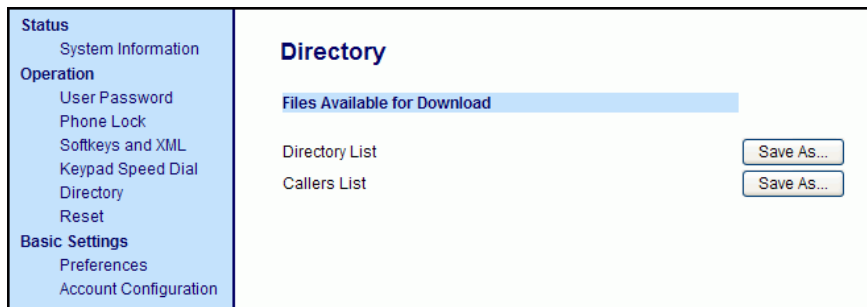 Status
System Information
Operation
User Password
Phone Lock
Softkeys and XML
Keypad Speed Dial
Directory
Reset
Basic Settings
Preferences
Account Configuration
Directory
Files Available for Download
Directory List
Save As...
Callers List
Save As...